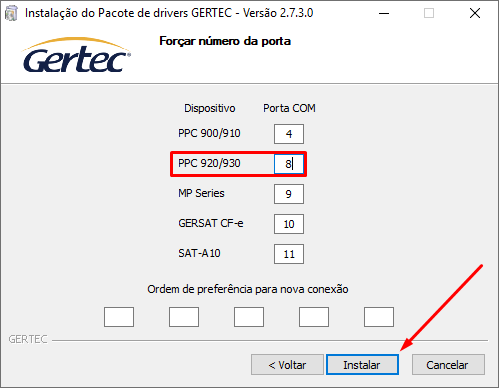 Instalação do Pacote de drivers GERTEC - Versão 2.7.3.0
Gertec
Forçar número da porta
Dispositivo Porta COM
PPC 900/910 4
PPC 920/930 8
MP Series 9
GERSAT CF-e 10
SAT-A10 11
Ordem de preferência para nova conexão
GERTEC
< Voltar Instalar Cancelar